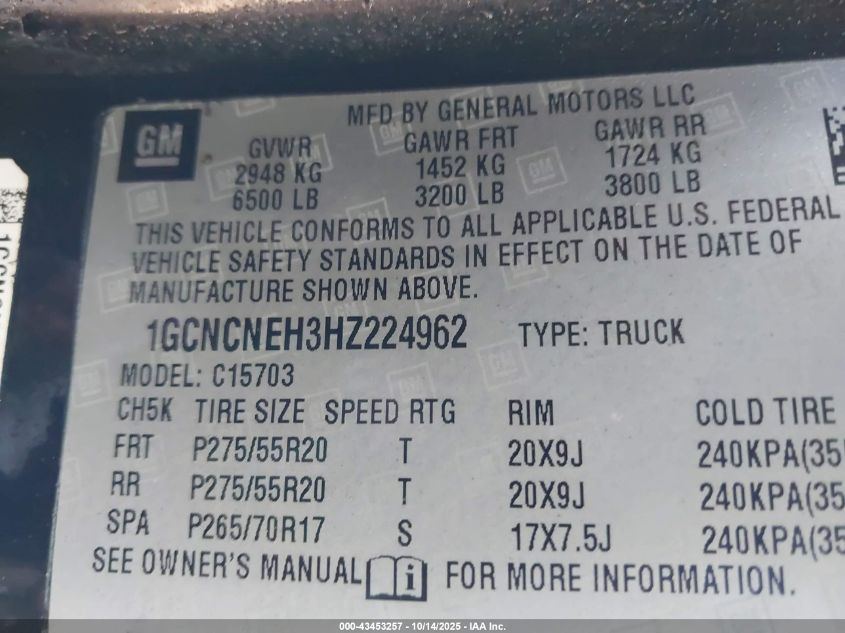 MFD BY GENERAL MOTORS LLC
GM
GVWR GAWR FRT GAWR RR
2948 KG 1452 KG 1724 KG
6500 LB 3200 LB 3800 LB
THIS VEHICLE CONFORMS TO ALL APPLICABLE U.S. FEDERAL
VEHICLE SAFETY STANDARDS IN EFFECT ON THE DATE OF
MANUFACTURE SHOWN ABOVE.
1GCNCNEH3HZ224962 TYPE: TRUCK
MODEL: C15703
CH5K TIRE SIZE SPEED RTG RIM COLD TIRE
FRT P275/55R20 T 20X9J 240KPA(35
RR P275/55R20 T 20X9J 240KPA(35
SPA P265/70R17 S 17X7.5J 240KPA(35
SEE OWNER'S MANUAL i FOR MORE INFORMATION.
000-43453257 - 10/14/2025 - IAA Inc.